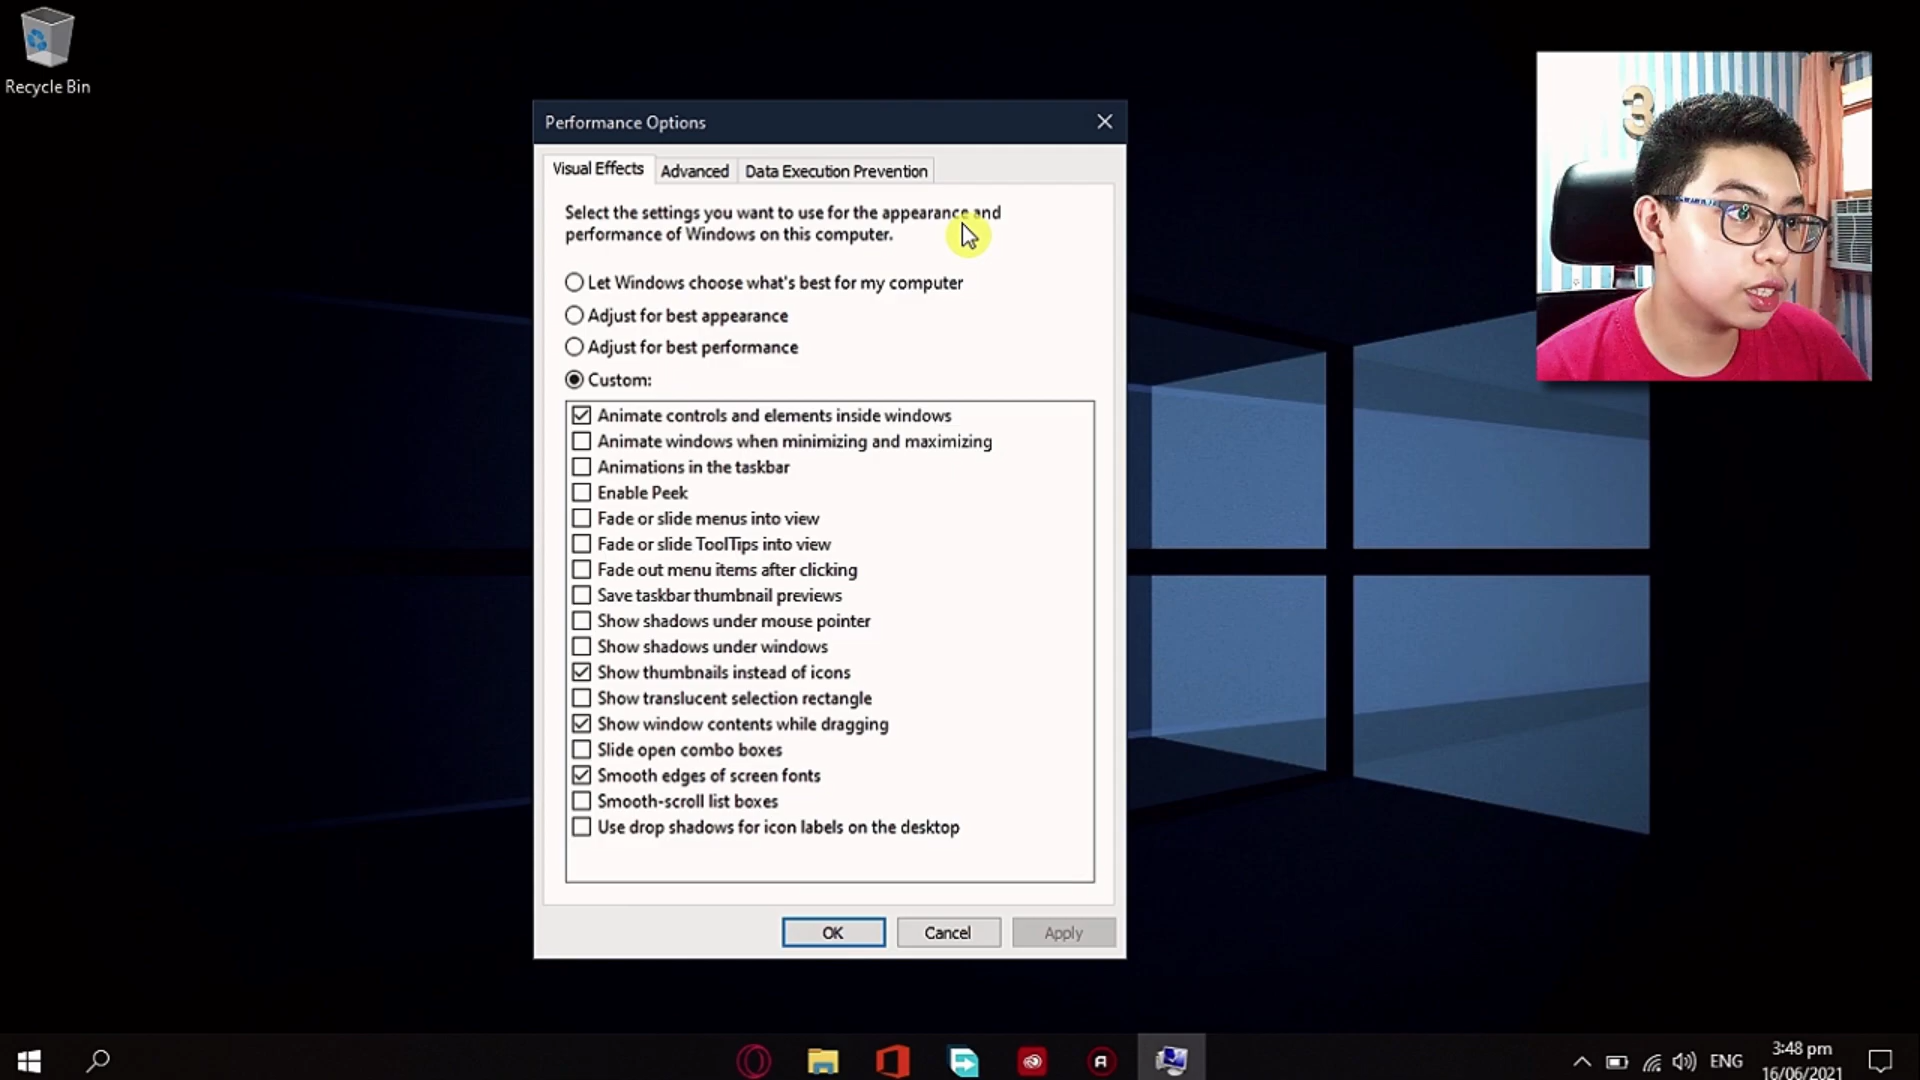 Recycle Bin
3
Performance Options
Visual Effects
Advanced
Data Execution Prevention
Select the settings you want to use for the appearance and
performance of Windows on this computer.
Let Windows choose what's best for my computer
Adjust for best appearance
Adjust for best performance
Custom:
Animate controls and elements inside windows
Animate windows when minimizing and maximizing
Animations in the taskbar
Enable Peek
Fade or slide menus into view
Fade or slide ToolTips into view
Fade out menu items after clicking
Save taskbar thumbnail previews
Show shadows under mouse pointer
Show shadows under windows
Show thumbnails instead of icons
Show translucent selection rectangle
Show window contents while dragging
Slide open combo boxes
Smooth edges of screen fonts
Smooth-scroll list boxes
Use drop shadows for icon labels on the desktop
OK
Cancel
Apply
ENG
3:48 pm
16/06/2021